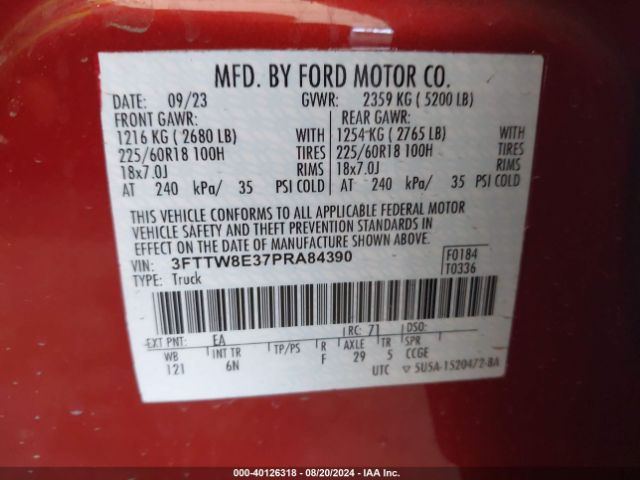 MFD. BY FORD MOTOR CO.
DATE: 09/23 GVWR: 2359 KG ( 5200 LB)
FRONT GAWR: REAR GAWR:
1216 KG ( 2680 LB) WITH 1254 KG ( 2765 LB) WITH
225/60R18 100H TIRES 225/60R18 100H TIRES
18x7.0J RIMS 18x7.0J RIMS
AT 240 kPa/ 35 PSI COLD AT 240 kPa/ 35 PSI COLD
THIS VEHICLE CONFORMS TO ALL APPLICABLE FEDERAL MOTOR
VEHICLE SAFETY AND THEFT PREVENTION STANDARDS IN
EFFECT ON THE DATE OF MANUFACTURE SHOWN ABOVE.
VIN: 3FTTW8E37PRA84390 F0184
TYPE: Truck T0336
EXT PNT: EA RC: 71 DSO:
WB INT TR TP/PS R AXLE TR SPR
121 6N F 29 5 CCGE
UTC ▽ 5U5A-1520472-BA
000-40126318 - 08/20/2024 - IAA Inc.